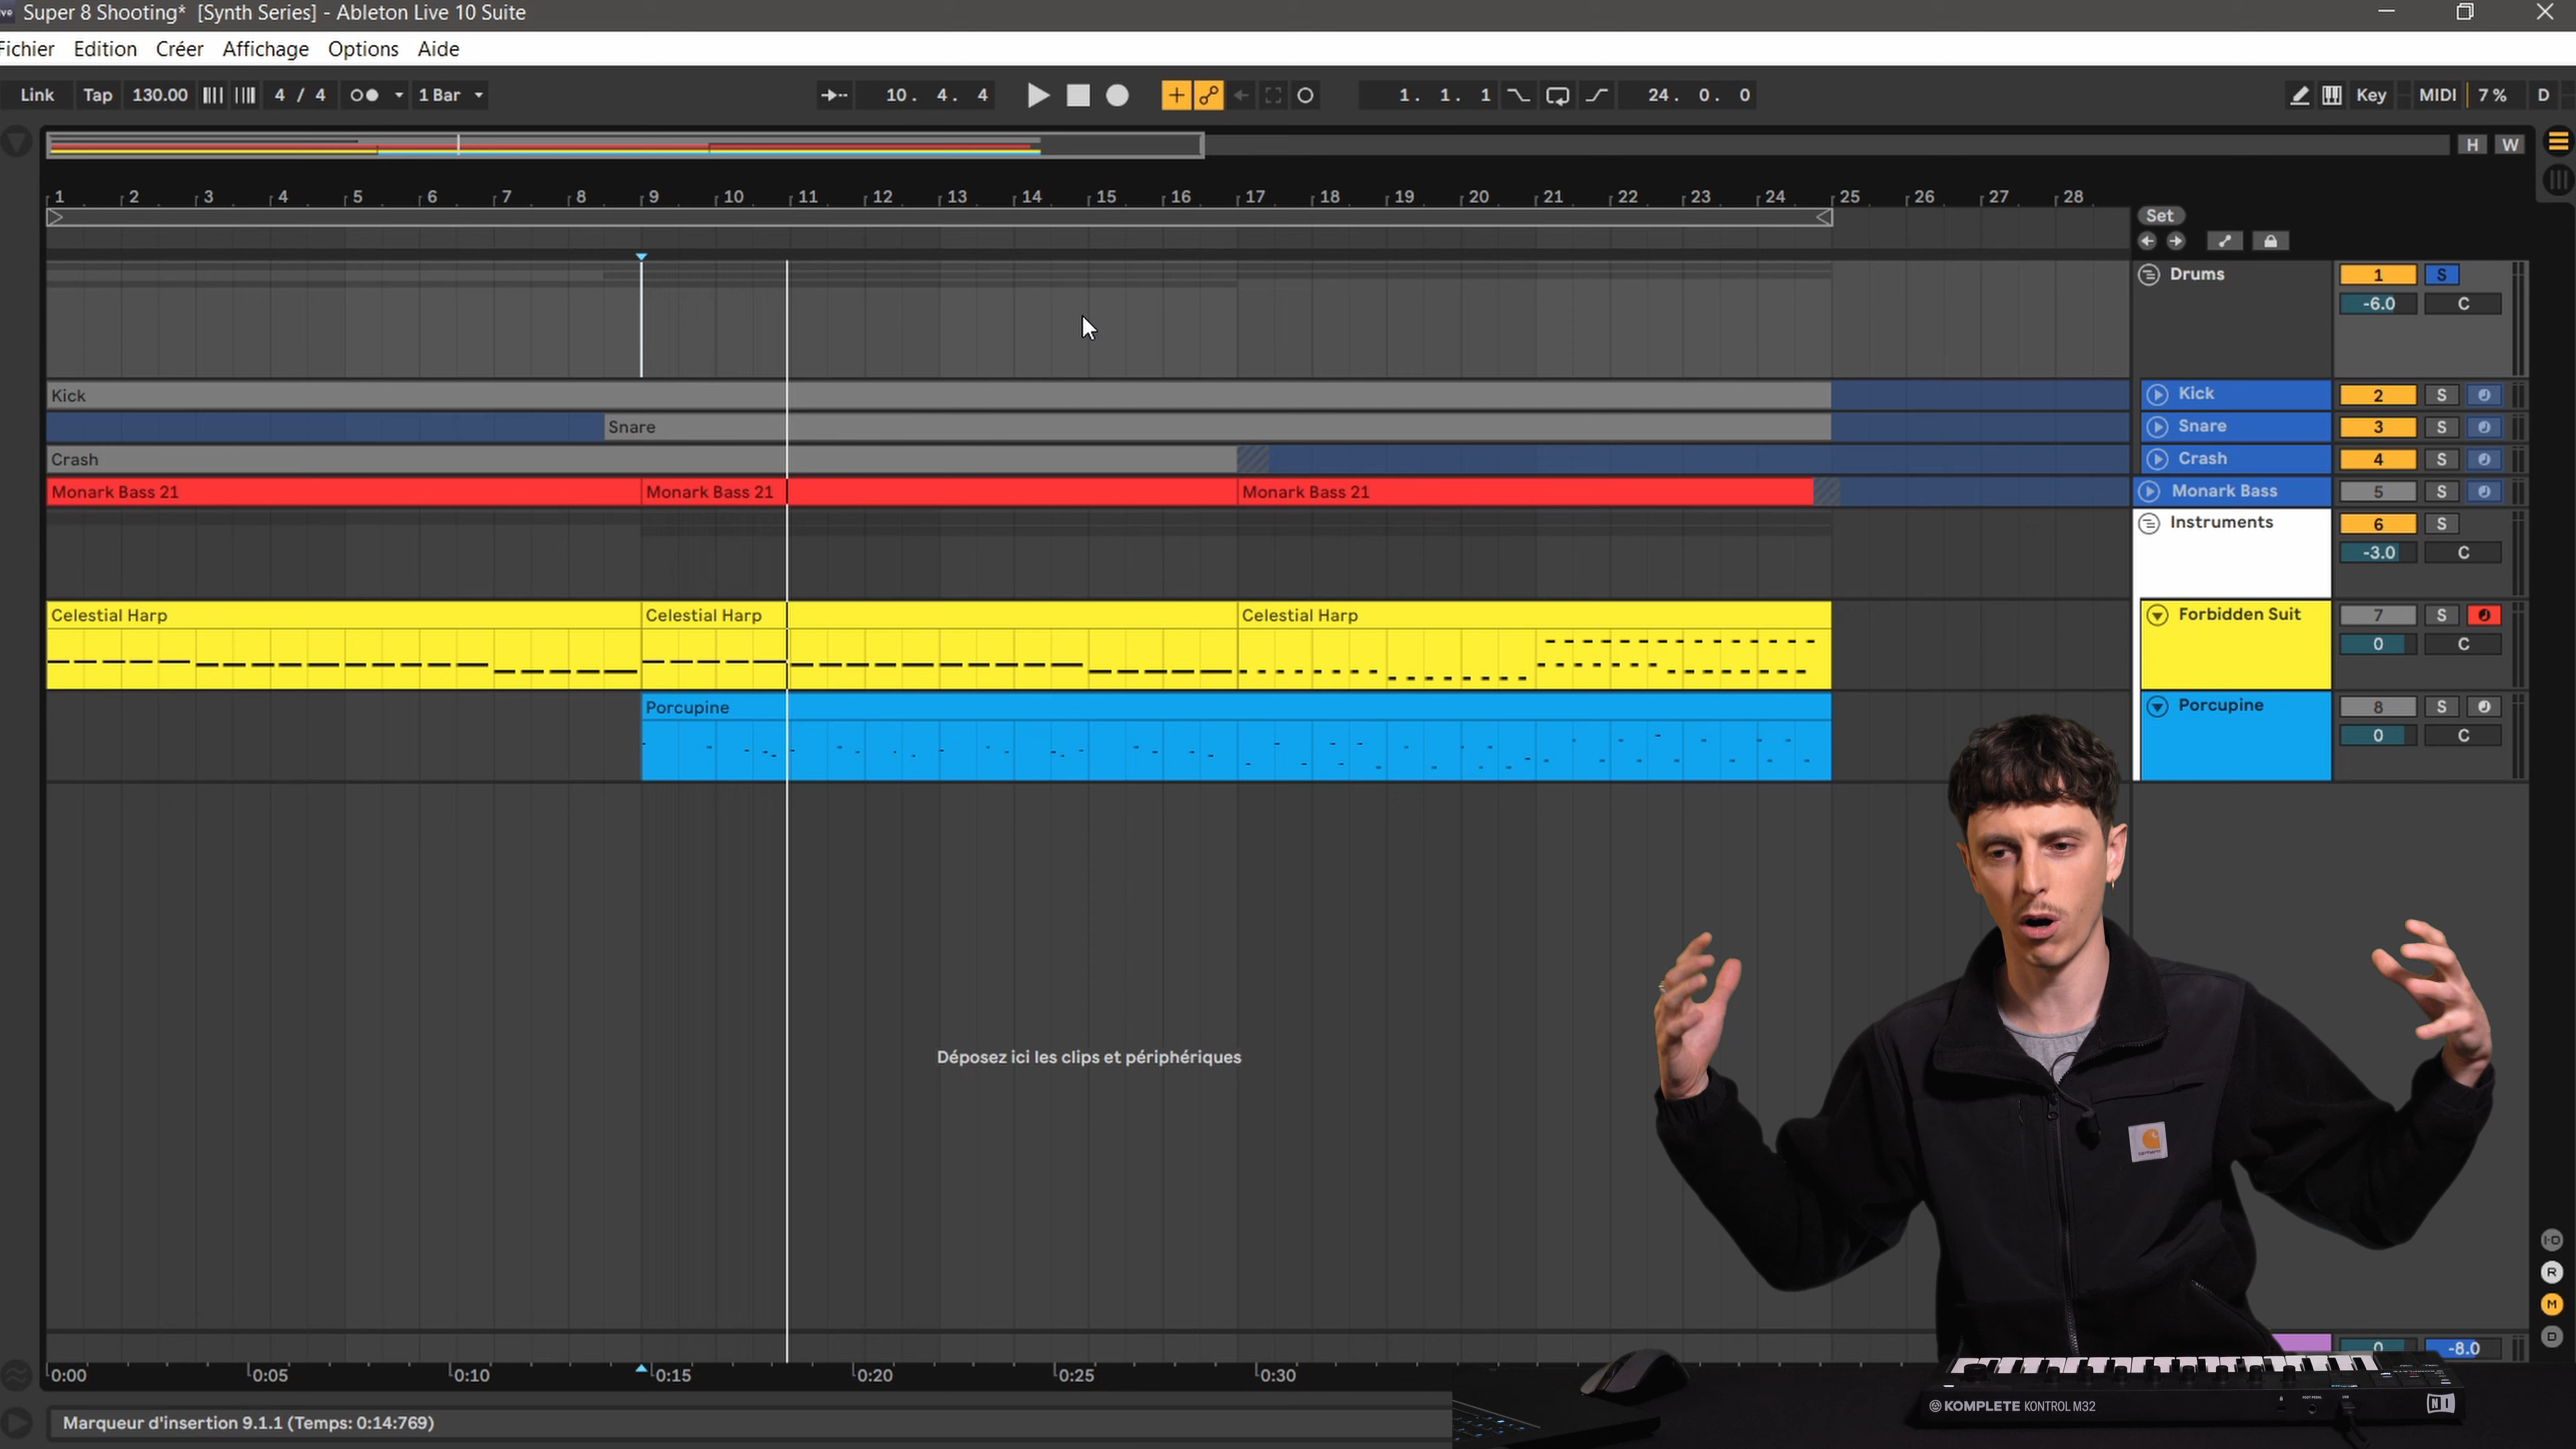 Super 8 Shooting* [Synth Series] - Ableton Live 10 Suite
Fichier Edition Créer Affichage Options Aide
Link Tap 130.00 4 / 4 1 Bar 10. 4. 4 1. 1. 1 24. 0. 0 Key MIDI 7 % D
H W
1 2 3 4 5 6 7 8 9 10 11 12 13 14 15 16 17 18 19 20 21 22 23 24 25 26 27 28
Set
Drums 1 S
-6.0 C
Kick Kick 2 S
Snare Snare 3 S
Crash Crash 4 S
Monark Bass 21 Monark Bass 21 Monark Bass 21 Monark Bass 5 S
Instruments 6 S
-3.0 C
Celestial Harp Celestial Harp Celestial Harp Forbidden Suit 7 S
0 C
Porcupine Porcupine 8 S
0 C
Déposez ici les clips et périphériques
carhartt
I·O
R
M
D
0 -8.0
0:00 0:05 0:10 0:15 0:20 0:25 0:30
KOMPLETE KONTROL M32
Marqueur d'insertion 9.1.1 (Temps: 0:14:769)